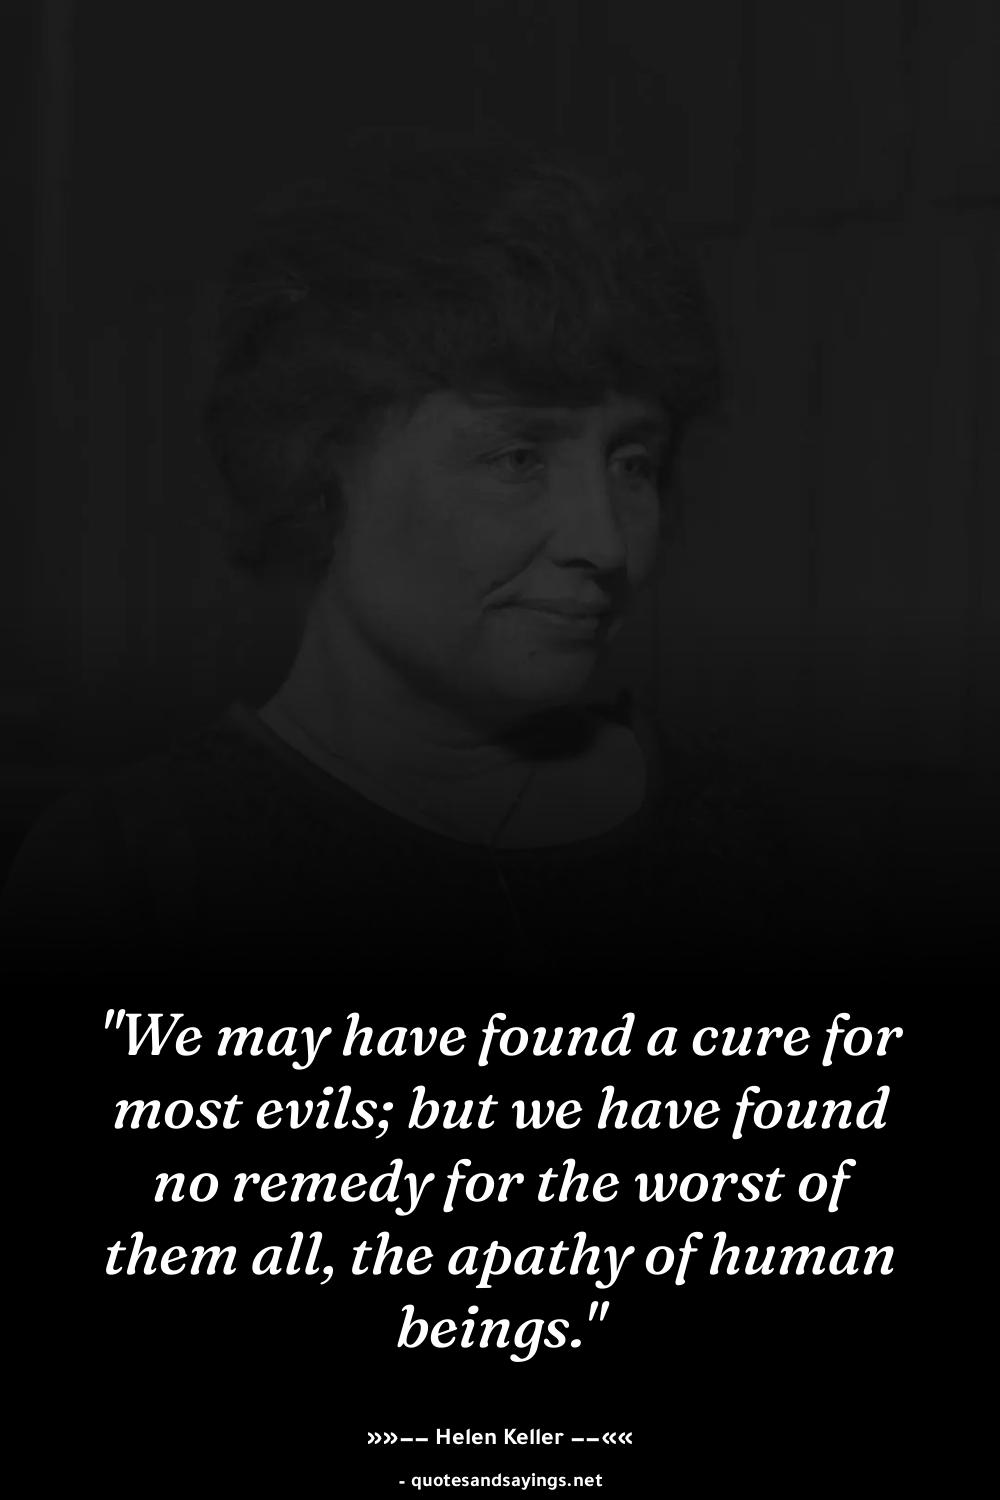 "We may have found a cure for
most evils; but we have found
no remedy for the worst of
them all, the apathy of human
beings."
»»−− Helen Keller −−««
- quotesandsayings.net